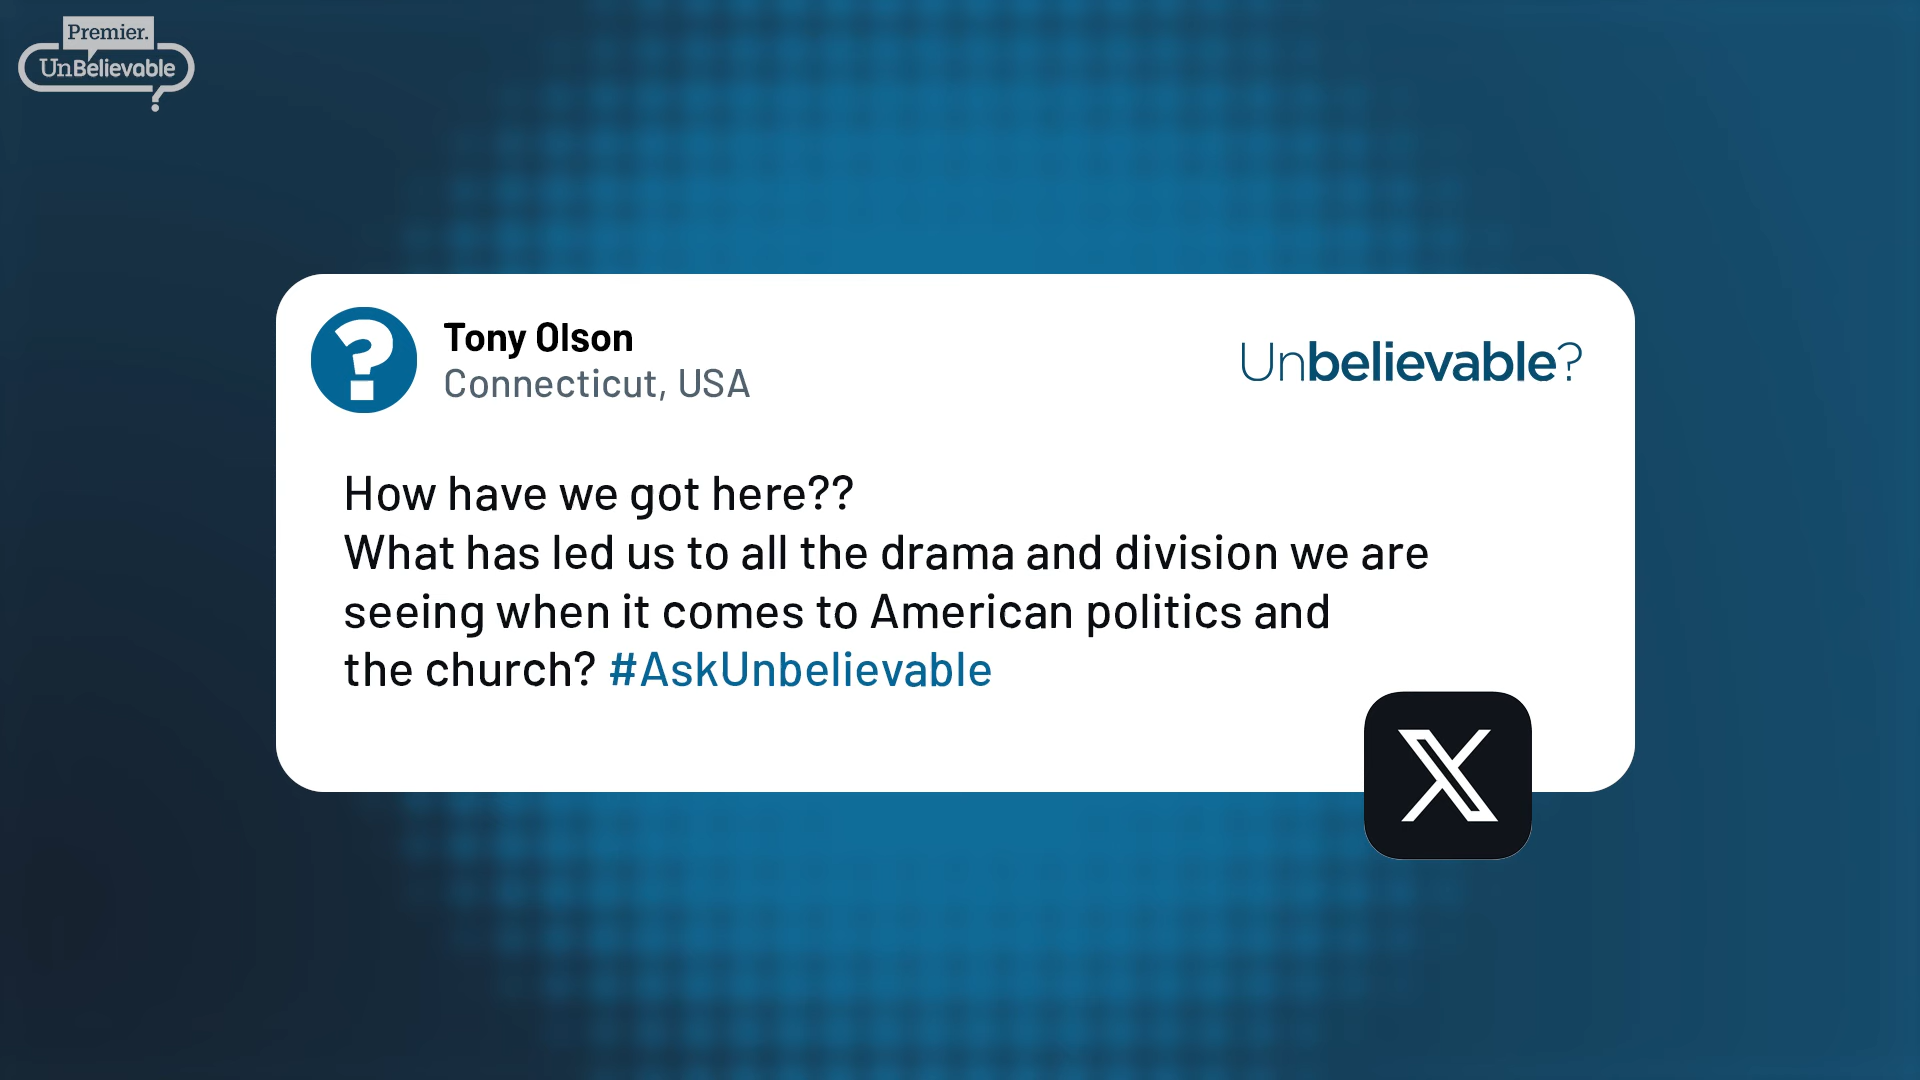 Premier.
UnBelievable
Tony Olson
Connecticut, USA
Unbelievable?
How have we got here??
What has led us to all the drama and division we are
seeing when it comes to American politics and
the church? #AskUnbelievable